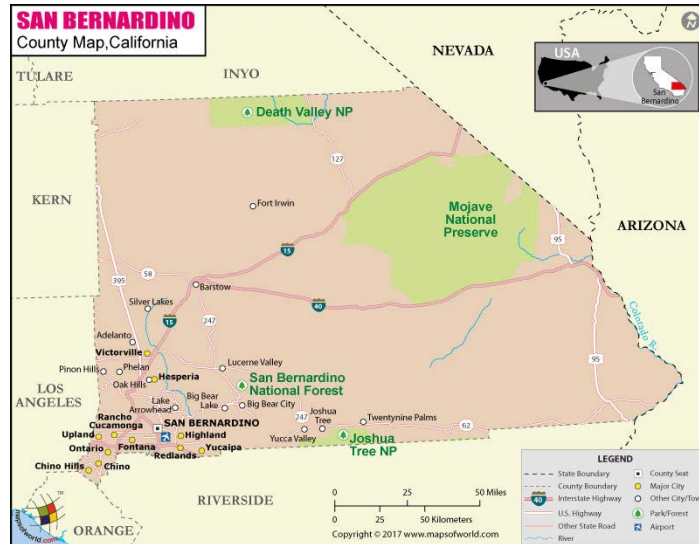 SAN BERNARDINO
County Map,California
NEVADA
USA
San
Bernardino
TULARE
INYO
Death Valley NP
127
KERN
Fort Irwin
Mojave
National
Preserve
ARIZONA
95
15
395
58
Barstow
Silver Lakes
15
40
247
Colorado R.
Adelanto
Victorville
Lucerne Valley
95
Pinon Hills
Phelan
Hesperia
Oak Hills
San Bernardino
National Forest
LOS
ANGELES
Lake
Arrowhead
Big Bear
Lake
Big Bear City
247
Joshua
Tree
Twentynine Palms
Rancho
Cucamonga
SAN BERNARDINO
Upland
Highland
Yucca Valley
62
Ontario
Fontana
Redlands
Yucaipa
Joshua
Tree NP
Chino Hills
Chino
RIVERSIDE
ORANGE
0 25 50 Miles
0 25 50 Kilometers
Copyright © 2017 www.mapsofworld.com
LEGEND
State Boundary
County Boundary
40
Interstate Highway
U.S. Highway
Other State Road
River
County Seat
Major City
Other City/Town
Park/Forest
Airport
mapsofworld.com
TM